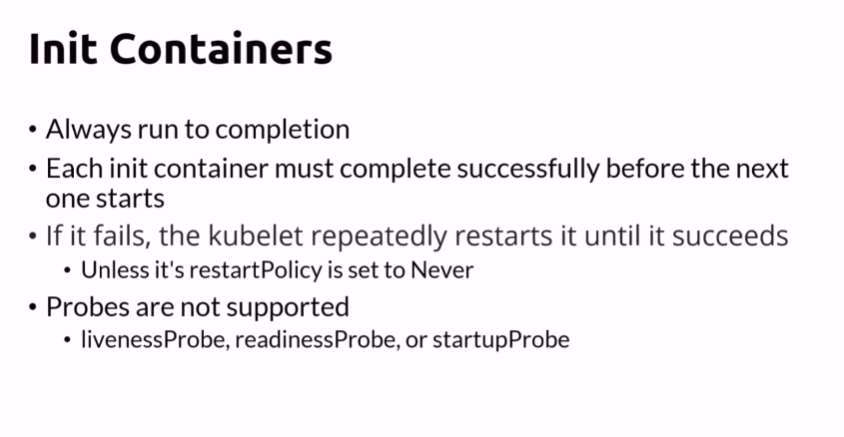 Init Containers
• Always run to completion
• Each init container must complete successfully before the next
one starts
• If it fails, the kubelet repeatedly restarts it until it succeeds
• Unless it's restartPolicy is set to Never
• Probes are not supported
• livenessProbe, readinessProbe, or startupProbe